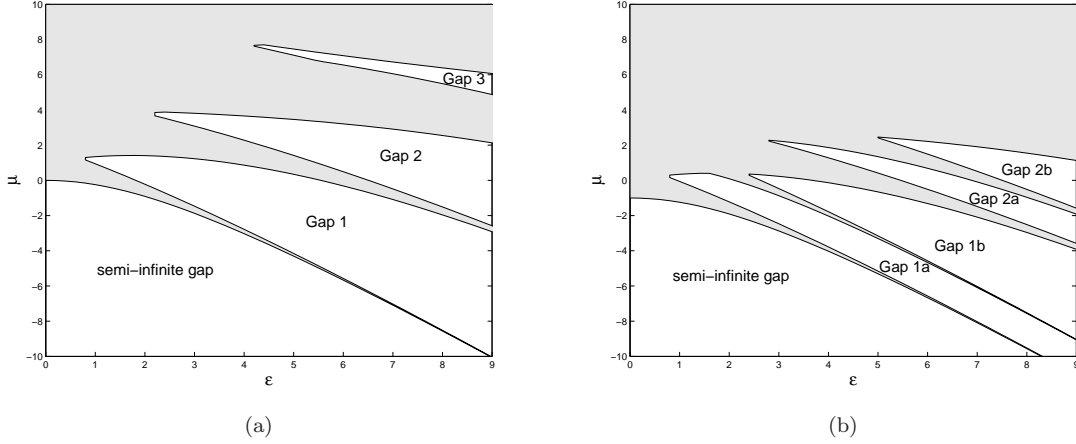 10
8
6
4
2
0
−2
−4
−6
−8
−10
μ
0 1 2 3 4 5 6 7 8 9
ε
Gap 3
Gap 2
Gap 1
semi−infinite gap
(a)
10
8
6
4
2
0
−2
−4
−6
−8
−10
μ
0 1 2 3 4 5 6 7 8 9
ε
Gap 2b
Gap 2a
Gap 1b
Gap 1a
semi−infinite gap
(b)